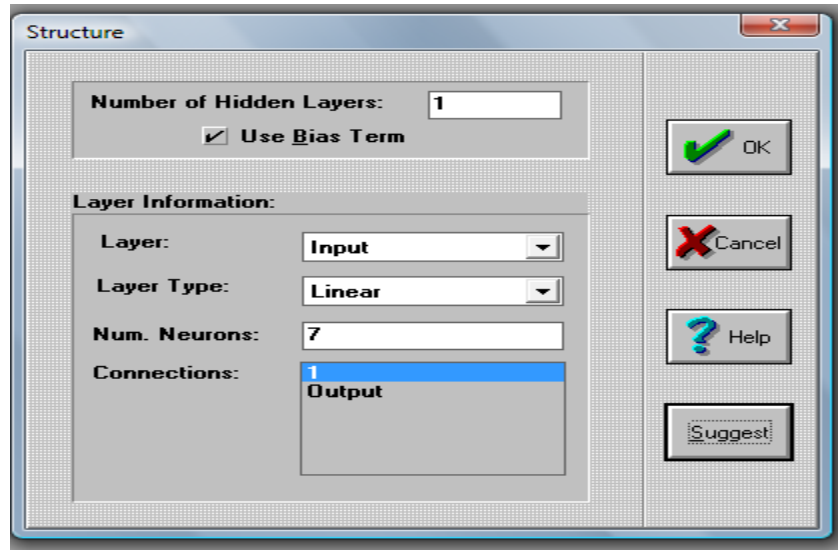 Structure
Number of Hidden Layers: 1
Use Bias Term
Layer Information:
Layer: Input
Layer Type: Linear
Num. Neurons: 7
Connections: 1
Output
OK
Cancel
Help
Suggest